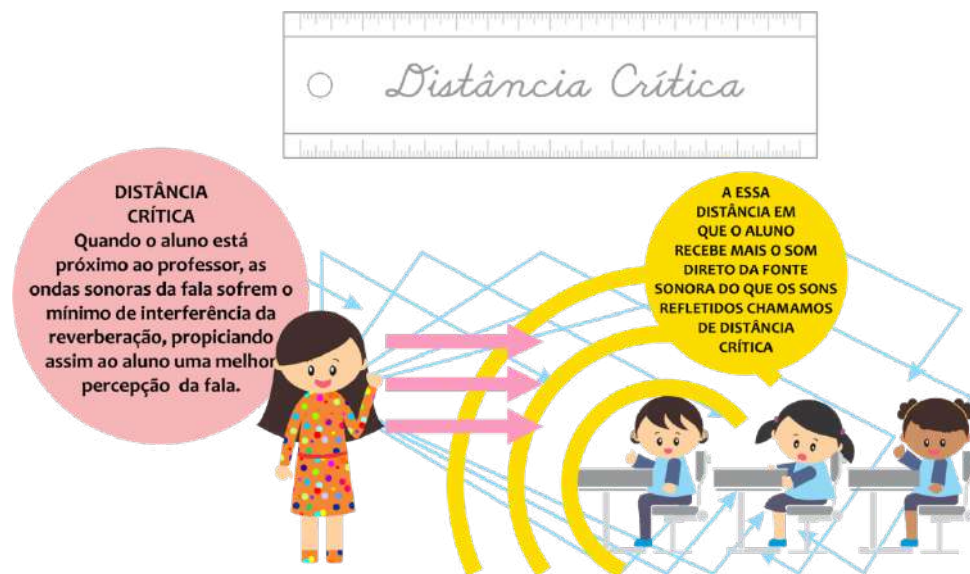 Distância Crítica
DISTÂNCIA
CRÍTICA
Quando o aluno está
próximo ao professor, as
ondas sonoras da fala sofrem o
mínimo de interferência da
reverberação, propiciando
assim ao aluno uma melhor
percepção da fala.
A ESSA
DISTÂNCIA EM
QUE O ALUNO
RECEBE MAIS O SOM
DIRETO DA FONTE
SONORA DO QUE OS SONS
REFLETIDOS CHAMAMOS
DE DISTÂNCIA
CRÍTICA